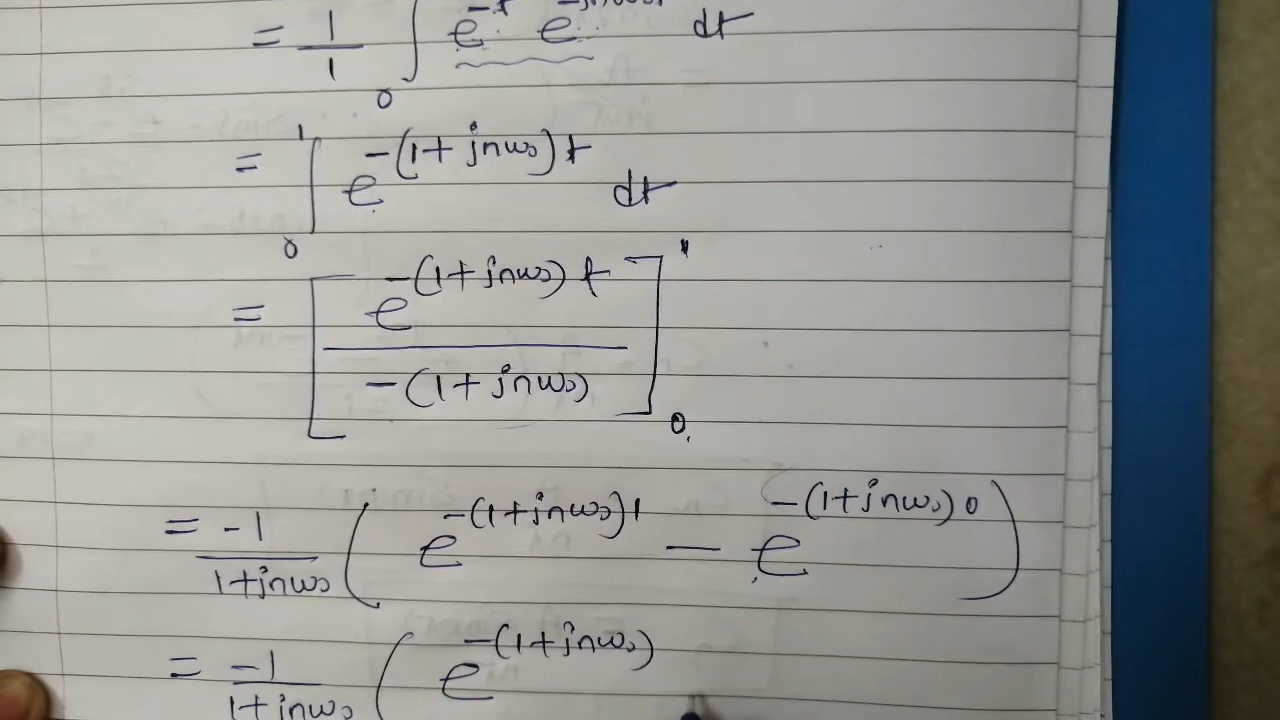 = 1/1 ∫₀ e^-t e^-jnω₀t dt
= ∫₀¹ e^-(1+jnω₀)t dt
= [ e^-(1+jnω₀)t / -(1+jnω₀) ]₀¹
= -1/1+jnω₀ ( e^-(1+jnω₀)1 - e^-(1+jnω₀)0 )
= -1/1+jnω₀ ( e^-(1+jnω₀)